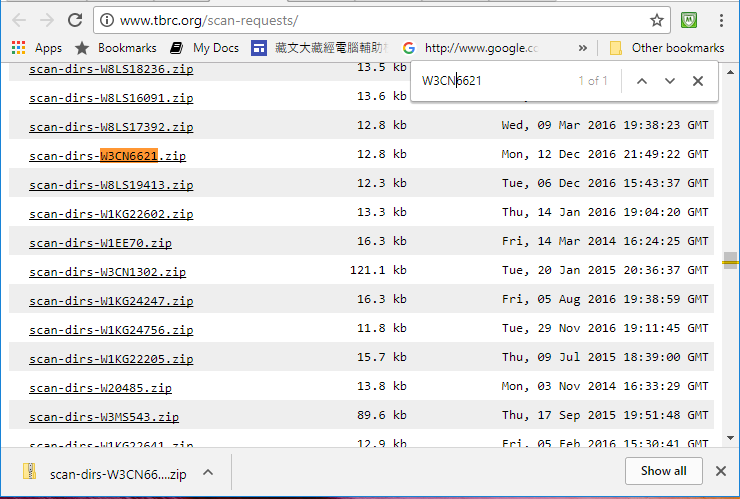 www.tbrc.org/scan-requests/
Apps Bookmarks My Docs 藏文大藏經電腦輔助 http://www.google.co » Other bookmarks
W3CN6621 1 of 1
scan-dirs-W8LS18236.zip 13.5 kb
scan-dirs-W8LS16091.zip 13.6 kb
scan-dirs-W8LS17392.zip 12.8 kb Wed, 09 Mar 2016 19:38:23 GMT
scan-dirs-W3CN6621.zip 12.8 kb Mon, 12 Dec 2016 21:49:22 GMT
scan-dirs-W8LS19413.zip 12.3 kb Tue, 06 Dec 2016 15:43:37 GMT
scan-dirs-W1KG22602.zip 13.3 kb Thu, 14 Jan 2016 19:04:20 GMT
scan-dirs-W1EE70.zip 16.3 kb Fri, 14 Mar 2014 16:24:25 GMT
scan-dirs-W3CN1302.zip 121.1 kb Tue, 20 Jan 2015 20:36:37 GMT
scan-dirs-W1KG24247.zip 16.3 kb Fri, 05 Aug 2016 19:38:59 GMT
scan-dirs-W1KG24756.zip 11.8 kb Tue, 29 Nov 2016 19:11:45 GMT
scan-dirs-W1KG22205.zip 15.7 kb Thu, 09 Jul 2015 18:39:00 GMT
scan-dirs-W20485.zip 13.8 kb Mon, 03 Nov 2014 16:33:29 GMT
scan-dirs-W3MS543.zip 89.6 kb Thu, 17 Sep 2015 19:51:48 GMT
scan-dirs-W1KG22641.zip 12.9 kb Fri, 05 Feb 2016 15:30:41 GMT
scan-dirs-W3CN66....zip Show all